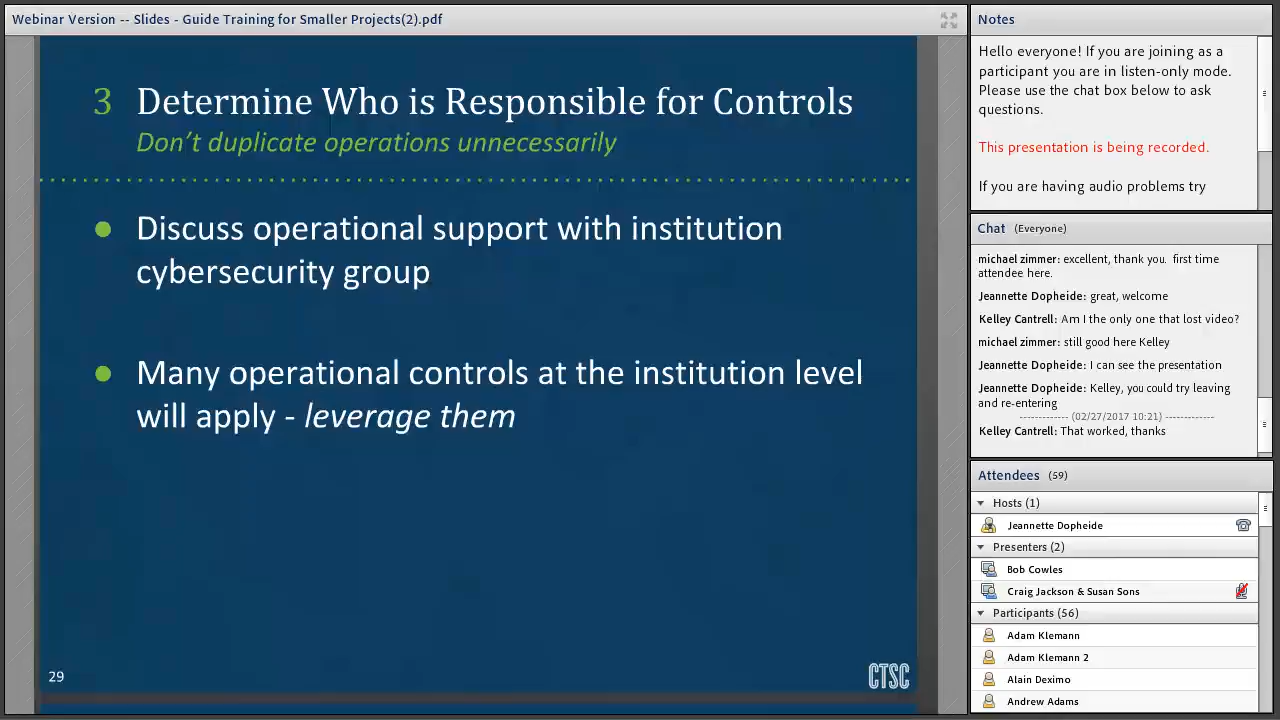 Webinar Version -- Slides - Guide Training for Smaller Projects(2).pdf
3 Determine Who is Responsible for Controls
Don't duplicate operations unnecessarily
Discuss operational support with institution
cybersecurity group
Many operational controls at the institution level
will apply - leverage them
29
CTSC
Notes
Hello everyone! If you are joining as a
participant you are in listen-only mode.
Please use the chat box below to ask
questions.
This presentation is being recorded.
If you are having audio problems try
Chat (Everyone)
michael zimmer: excellent, thank you. first time
attendee here.
Jeannette Dopheide: great, welcome
Kelley Cantrell: Am I the only one that lost video?
michael zimmer: still good here Kelley
Jeannette Dopheide: I can see the presentation
Jeannette Dopheide: Kelley, you could try leaving
and re-entering
------------- (02/27/2017 10:21) -------------
Kelley Cantrell: That worked, thanks
Attendees (59)
Hosts (1)
Jeannette Dopheide
Presenters (2)
Bob Cowles
Craig Jackson & Susan Sons
Participants (56)
Adam Klemann
Adam Klemann 2
Alain Deximo
Andrew Adams